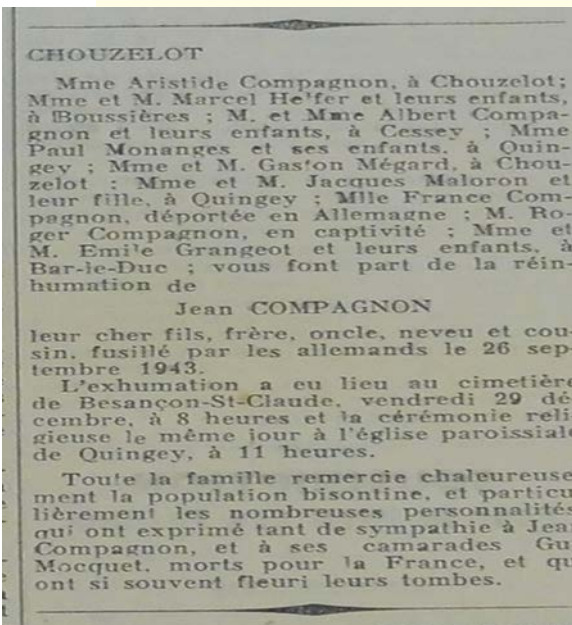 CHOUZELOT
Mme Aristide Compagnon, à Chouzelot;
Mme et M. Marcel He'fer et leurs enfants,
à Boussières ; M. et Mme Albert Compa-
gnon et leurs enfants, à Cessey ; Mme
Paul Monanges et ses enfants, à Quin-
gey ; Mme et M. Gaston Mégard, à Chou-
zelot ; Mme et M. Jacques Maloron et
leur fille, à Quingey ; Mlle France Com-
pagnon, déportée en Allemagne ; M. Ro-
ger Compagnon, en captivité ; Mme et
M. Emi'e Grangeot et leurs enfants, à
Bar-le-Duc ; vous font part de la réin-
humation de
Jean COMPAGNON
leur cher fils, frère, oncle, neveu et cou-
sin, fusillé par les allemands le 26 sep-
tembre 1943.
L'exhumation a eu lieu au cimetière
de Besançon-St-Claude, vendredi 29 dé
cembre, à 8 heures et la cérémonie reli
gieuse le même jour à l'église paroissiale
de Quingey, à 11 heures.
Toute la famille remercie chaleureuse
ment la population bisontine, et particu
lièrement les nombreuses personnalités
qui ont exprimé tant de sympathie à Jea
Compagnon, et à ses camarades Gu
Mocquet, morts pour la France, et qu
ont si souvent fleuri leurs tombes.